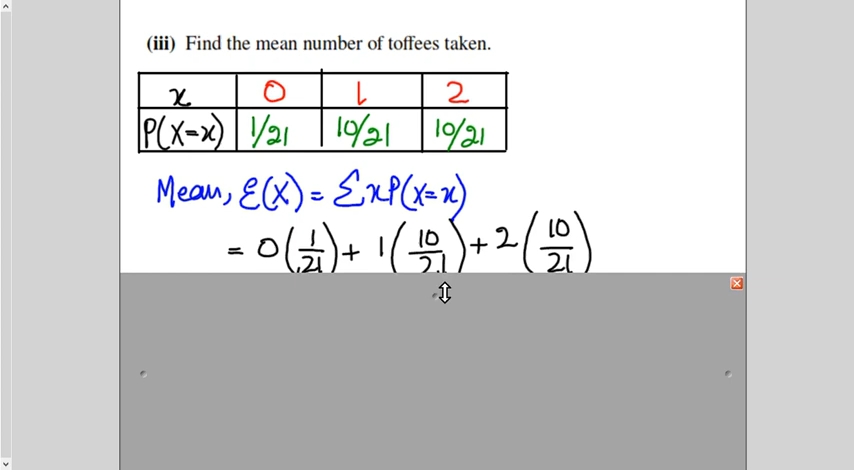 (iii) Find the mean number of toffees taken.
x 0 1 2
P(X=x) 1/21 10/21 10/21
Mean, E(X) = ΣxP(X=x)
= 0(1/21) + 1(10/21) + 2(10/21)